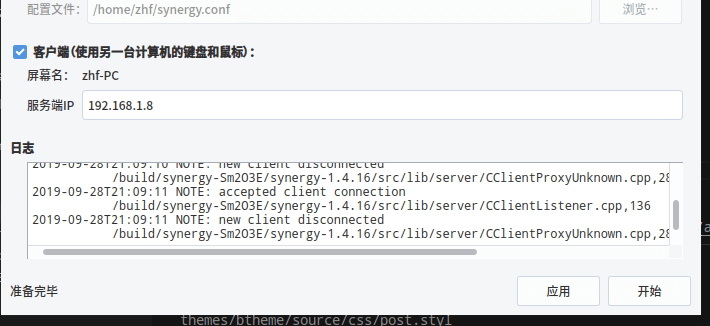 配置文件: /home/zhf/synergy.conf 浏览…
客户端(使用另一台计算机的键盘和鼠标):
屏幕名: zhf-PC
服务端IP 192.168.1.8
日志
2019-09-28T21:09:10 NOTE: new client disconnected
/build/synergy-Sm2O3E/synergy-1.4.16/src/lib/server/CClientProxyUnknown.cpp,28
2019-09-28T21:09:11 NOTE: accepted client connection
/build/synergy-Sm2O3E/synergy-1.4.16/src/lib/server/CClientListener.cpp,136
2019-09-28T21:09:11 NOTE: new client disconnected
/build/synergy-Sm2O3E/synergy-1.4.16/src/lib/server/CClientProxyUnknown.cpp,28
准备完毕 应用 开始
themes/btheme/source/css/post.styl